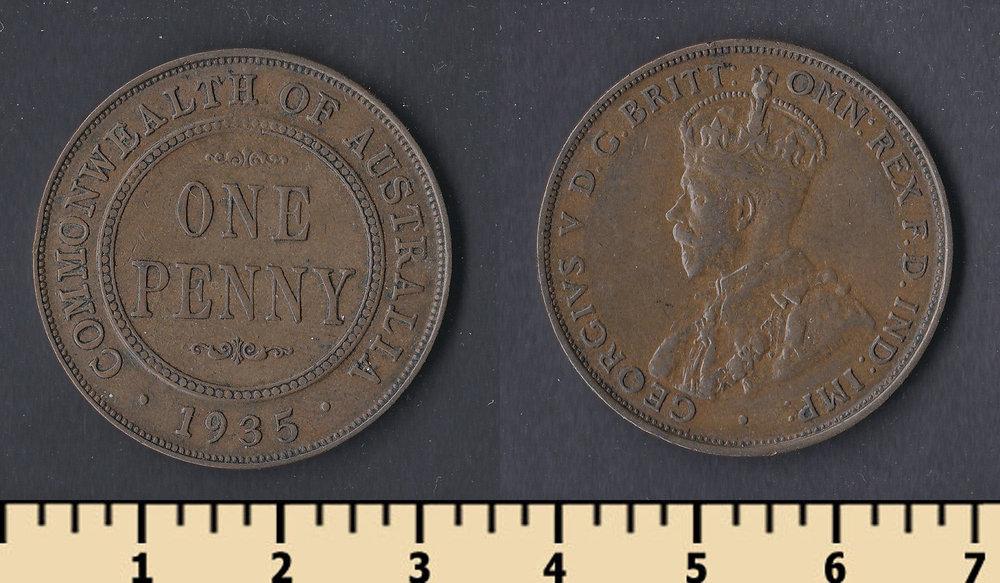 COMMONWEALTH OF AUSTRALIA
ONE
PENNY
1935
GEORGIVS V D.G. BRITT: OMN: REX F.D. IND: IMP:
1 2 3 4 5 6 7